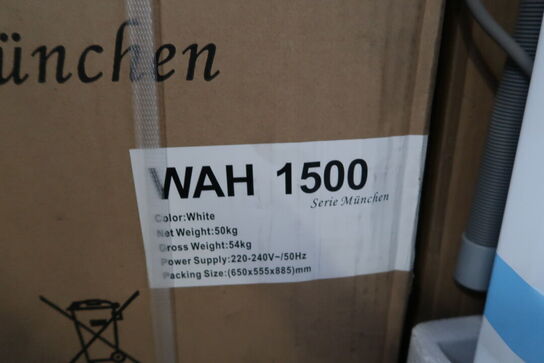 ünchen
WAH 1500
Serie München
Color:White
Net Weight:50kg
Gross Weight:54kg
Power Supply:220-240V~/50Hz
Packing Size:(650x555x885)mm